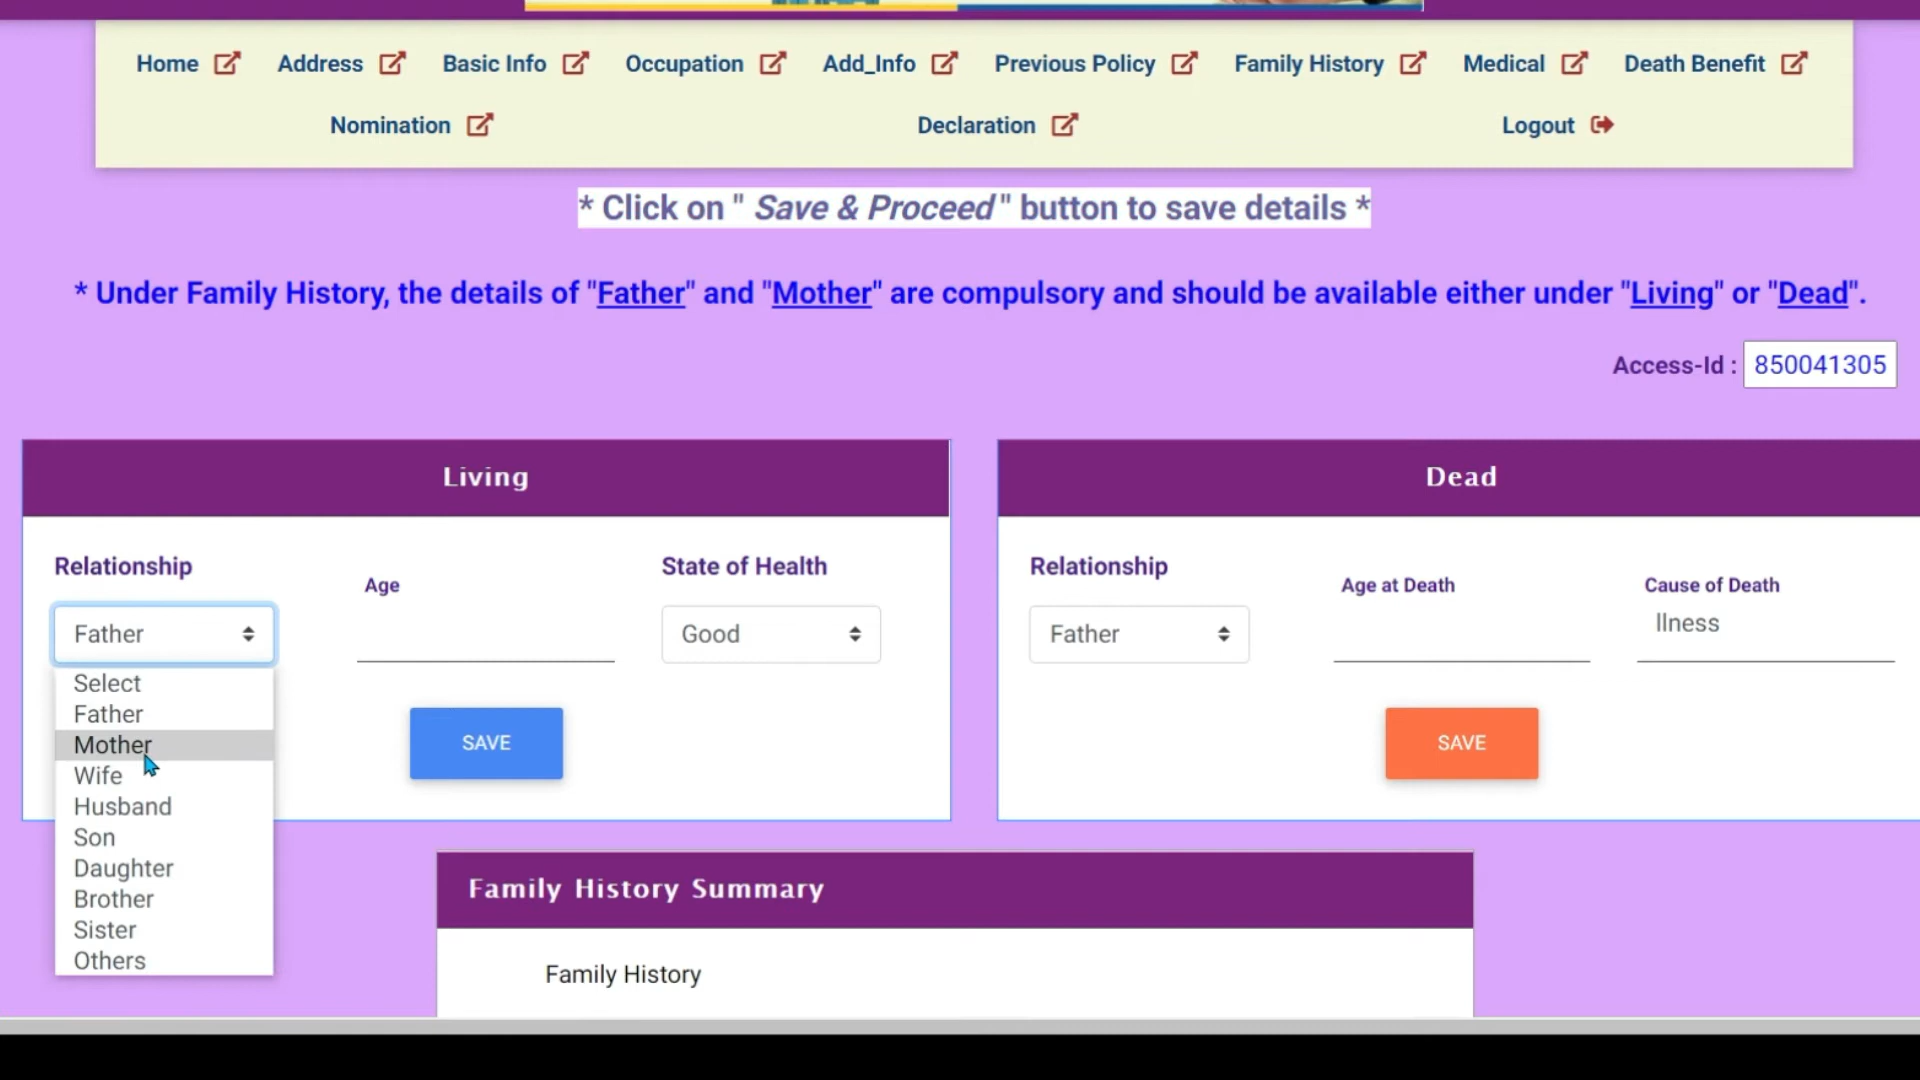 Home Address Basic Info Occupation Add_Info Previous Policy Family History Medical Death Benefit
Nomination Declaration Logout
* Click on " Save & Proceed " button to save details *
* Under Family History, the details of "Father" and "Mother" are compulsory and should be available either under "Living" or "Dead".
Access-Id : 850041305
Living
Relationship
Age
State of Health
Father
Good
Select
Father
Mother
Wife
Husband
Son
Daughter
Brother
Sister
Others
SAVE
Dead
Relationship
Age at Death
Cause of Death
Father
llness
SAVE
Family History Summary
Family History